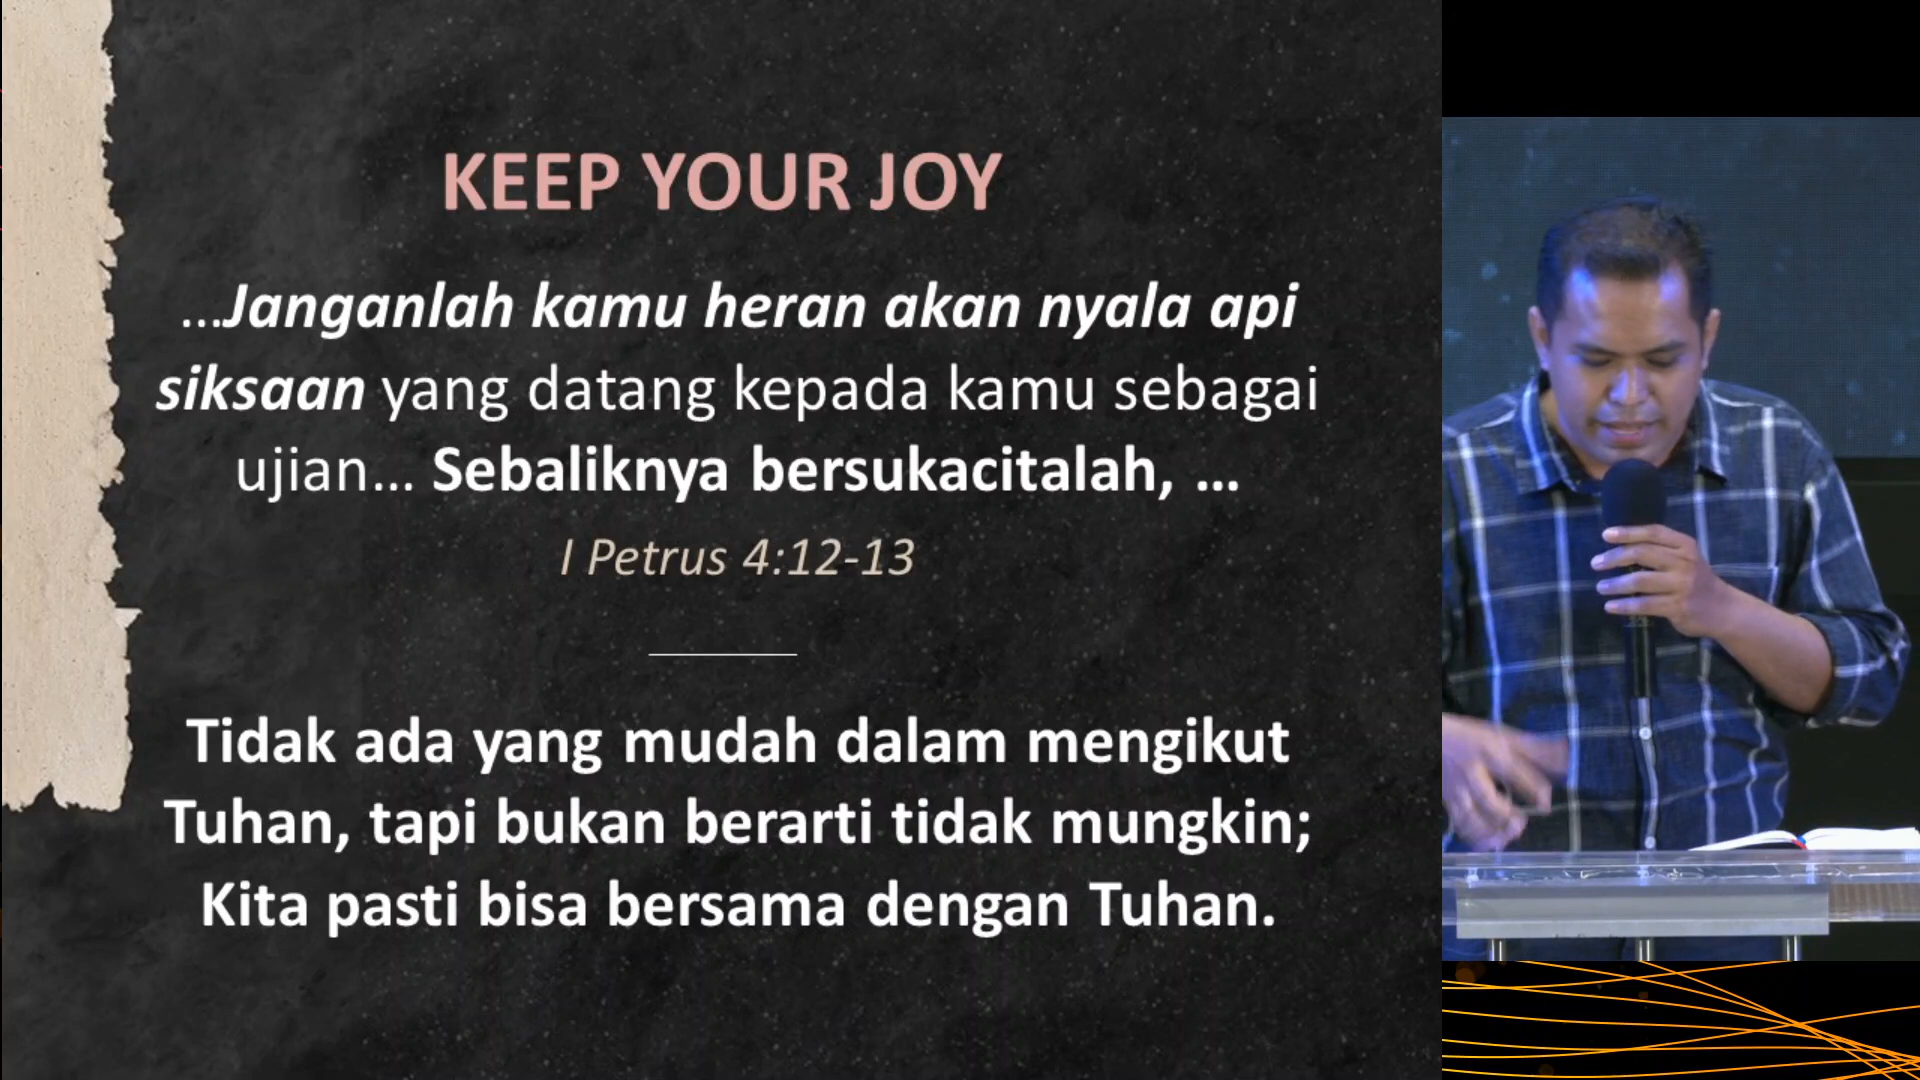 KEEP YOUR JOY
...Janganlah kamu heran akan nyala api
siksaan yang datang kepada kamu sebagai
ujian... Sebaliknya bersukacitalah, ...
I Petrus 4:12-13
Tidak ada yang mudah dalam mengikut
Tuhan, tapi bukan berarti tidak mungkin;
Kita pasti bisa bersama dengan Tuhan.